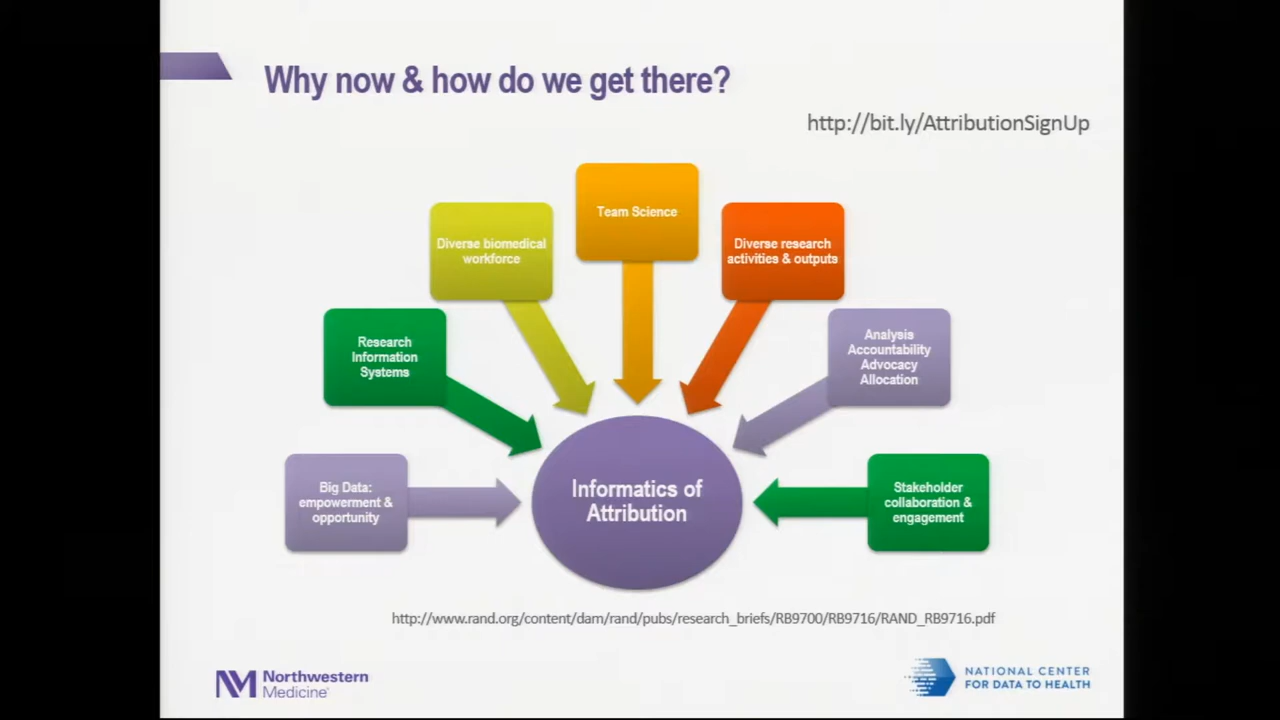 Why now & how do we get there?
http://bit.ly/AttributionSignUp
Team Science
Diverse biomedical
workforce
Diverse research
activities & outputs
Research
Information
Systems
Analysis
Accountability
Advocacy
Allocation
Big Data:
empowerment &
opportunity
Informatics of
Attribution
Stakeholder
collaboration &
engagement
http://www.rand.org/content/dam/rand/pubs/research_briefs/RB9700/RB9716/RAND_RB9716.pdf
NM Northwestern
Medicine®
NATIONAL CENTER
FOR DATA TO HEALTH